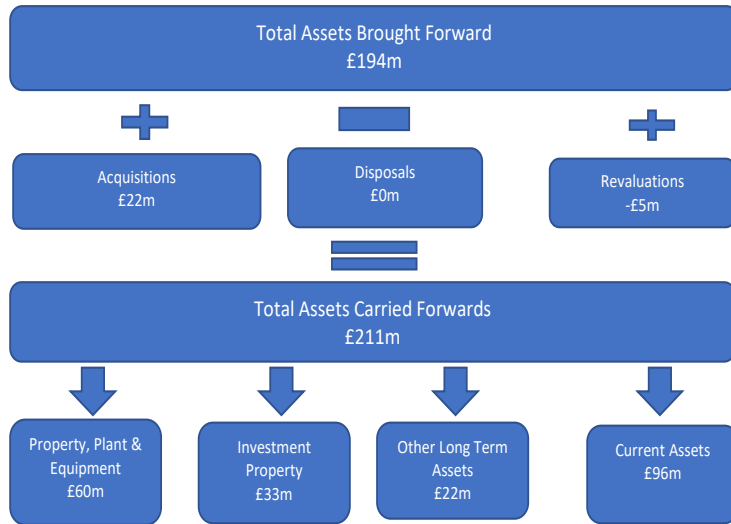 Total Assets Brought Forward
£194m
Acquisitions
£22m
Disposals
£0m
Revaluations
-£5m
Total Assets Carried Forwards
£211m
Property, Plant &
Equipment
£60m
Investment
Property
£33m
Other Long Term
Assets
£22m
Current Assets
£96m